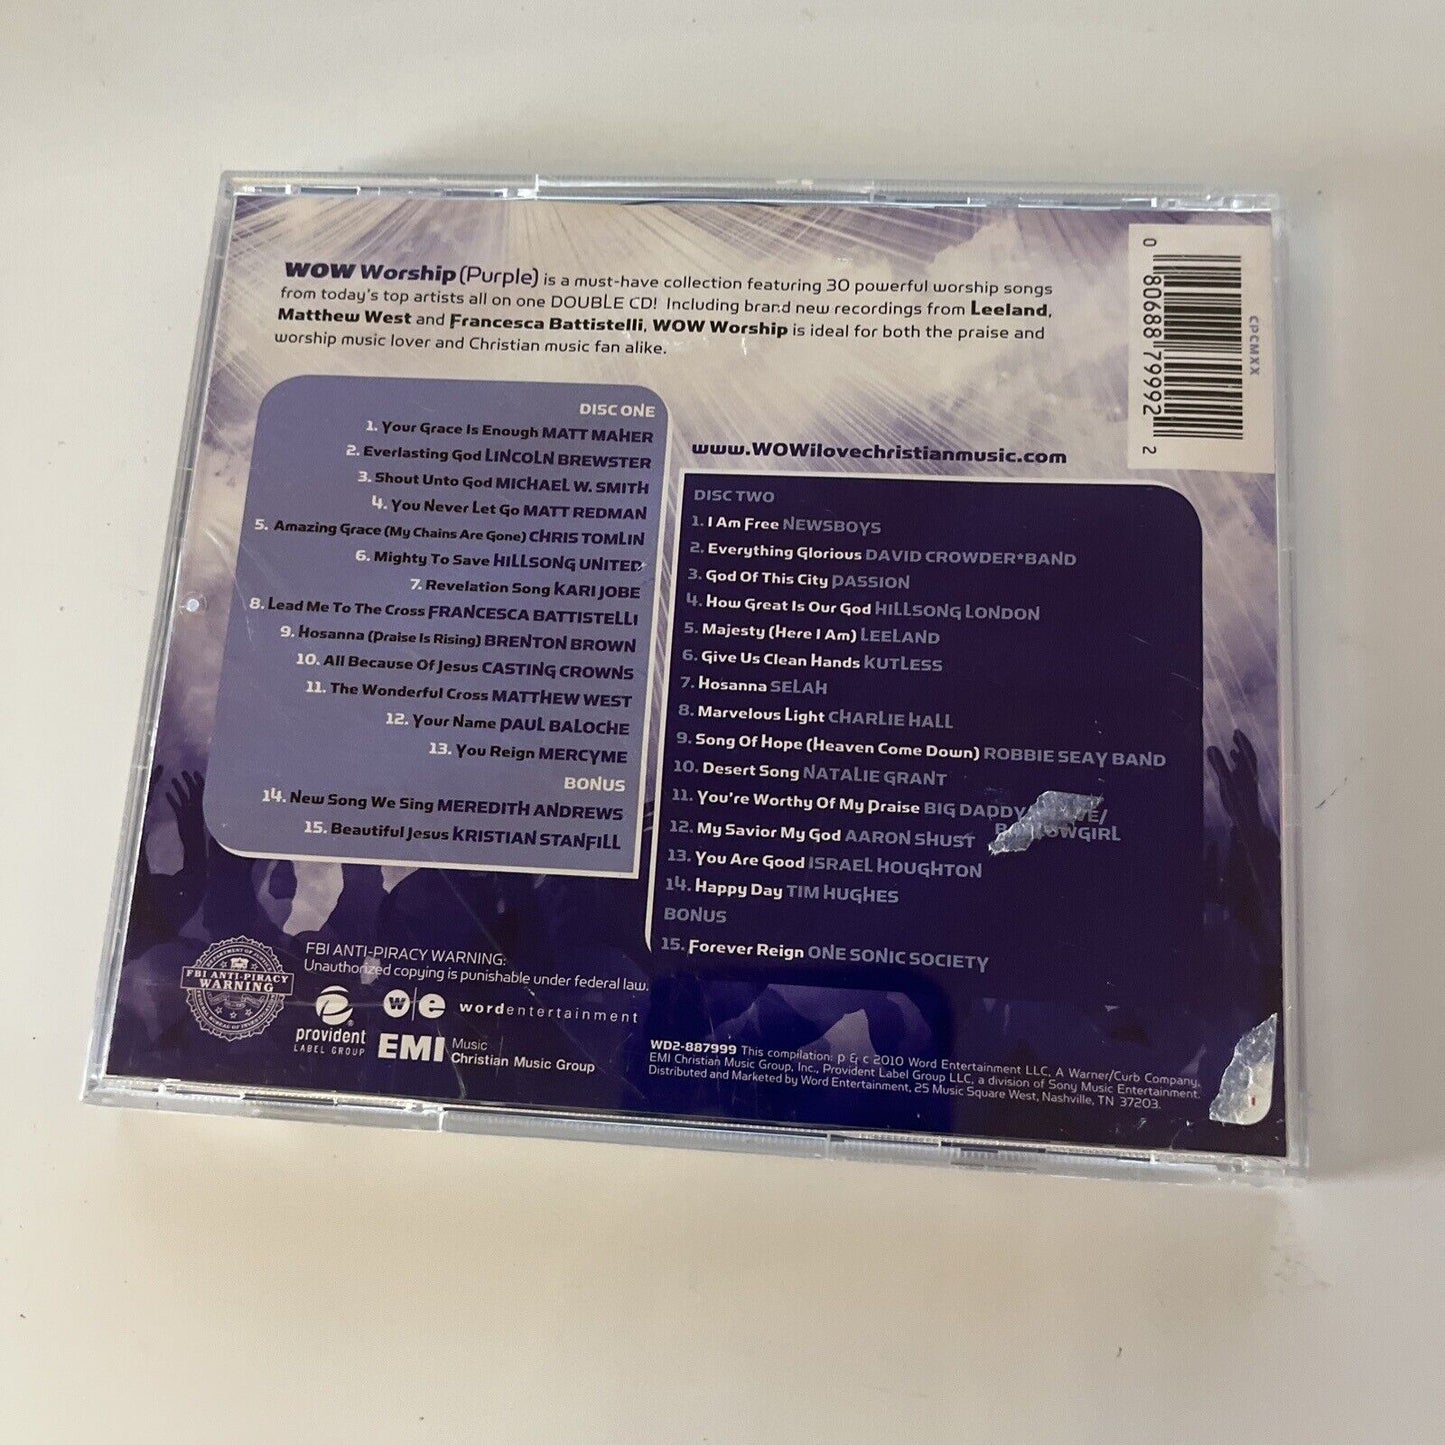 WOW Worship (Purple) is a must-have collection featuring 30 powerful worship songs
from today's top artists all on one DOUBLE CD! Including brand new recordings from Leeland,
Matthew West and Francesca Battistelli, WOW Worship is ideal for both the praise and
worship music lover and Christian music fan alike.
0 80688 79992 2
CPCMXX
www.WOWilovechristianmusic.com
DISC ONE
1. Your Grace Is Enough MATT MAHER
2. Everlasting God LINCOLN BREWSTER
3. Shout Unto God MICHAEL W. SMITH
4. You Never Let Go MATT REDMAN
5. Amazing Grace (My Chains Are Gone) CHRIS TOMLIN
6. Mighty To Save HILLSONG UNITED
7. Revelation Song KARI JOBE
8. Lead Me To The Cross FRANCESCA BATTISTELLI
9. Hosanna (Praise Is Rising) BRENTON BROWN
10. All Because Of Jesus CASTING CROWNS
11. The Wonderful Cross MATTHEW WEST
12. Your Name PAUL BALOCHE
13. You Reign MERCYME
BONUS
14. New Song We Sing MEREDITH ANDREWS
15. Beautiful Jesus KRISTIAN STANFILL
DISC TWO
1. I Am Free NEWSBOYS
2. Everything Glorious DAVID CROWDER*BAND
3. God Of This City PASSION
4. How Great Is Our God HILLSONG LONDON
5. Majesty (Here I Am) LEELAND
6. Give Us Clean Hands KUTLESS
7. Hosanna SELAH
8. Marvelous Light CHARLIE HALL
9. Song Of Hope (Heaven Come Down) ROBBIE SEAY BAND
10. Desert Song NATALIE GRANT
11. You're Worthy Of My Praise BIG DADDY
12. My Savior My God AARON SHUST
13. You Are Good ISRAEL HOUGHTON
14. Happy Day TIM HUGHES
BONUS
15. Forever Reign ONE SONIC SOCIETY
FBI ANTI-PIRACY WARNING:
Unauthorized copying is punishable under federal law.
DEPARTMENT OF JUSTICE
FBI ANTI-PIRACY
WARNING
FEDERAL BUREAU OF INVESTIGATION
provident
LABEL GROUP
w e wordentertainment
EMI Music
Christian Music Group
WD2-887999 This compilation: p & c 2010 Word Entertainment LLC, A Warner/Curb Company,
EMI Christian Music Group, Inc., Provident Label Group LLC, a division of Sony Music Entertainment.
Distributed and Marketed by Word Entertainment, 25 Music Square West, Nashville, TN 37203.